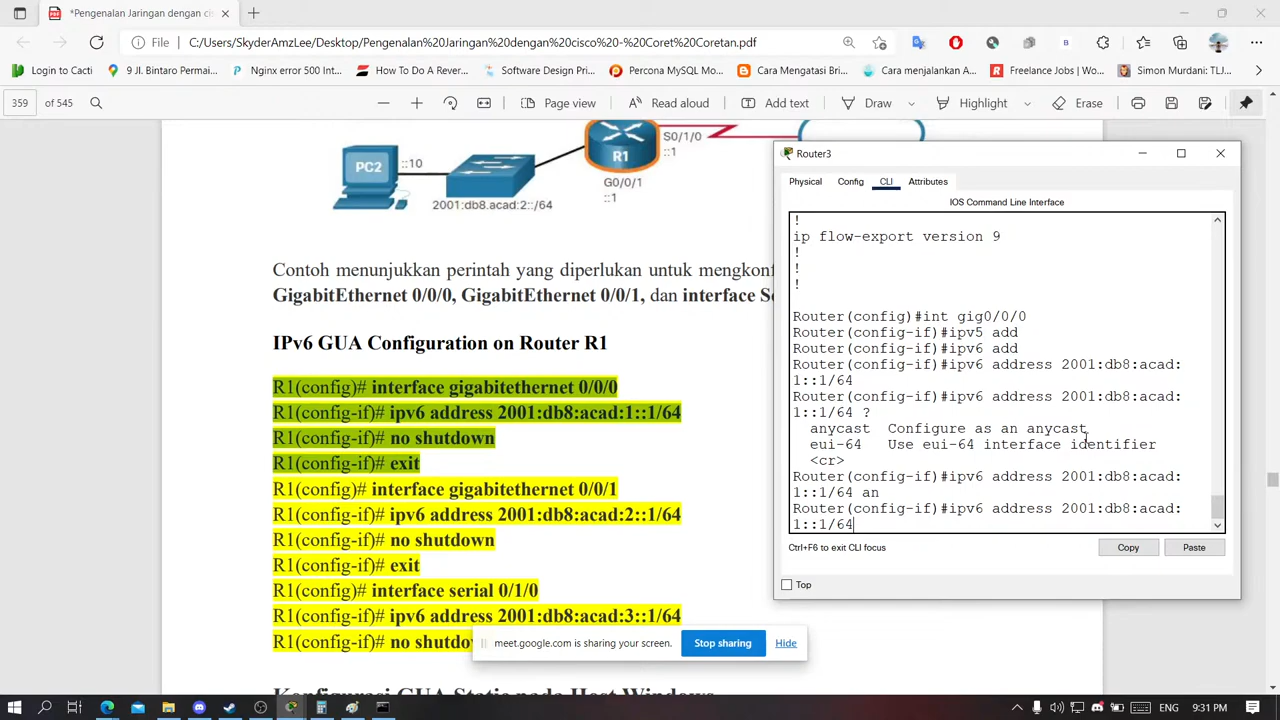 *Pengenalan Jaringan dengan cis
File
C:/Users/SkyderAmzLee/Desktop/Pengenalan%20Jaringan%20dengan%20cisco%20-%20Coret%20Coretan.pdf
Login to Cacti
9 Jl. Bintaro Permai...
Nginx error 500 Int...
How To Do A Rever...
Software Design Pri...
Percona MySQL Mo...
Cara Mengatasi Bri...
Cara menjalankan A...
Freelance Jobs | Wo...
Simon Murdani: TLJ...
359 of 545
Page view
Read aloud
Add text
Draw
Highlight
Erase
PC2
::10
2001:db8.acad:2::/64
R1
S0/1/0
::1
G0/0/1
::1
Contoh menunjukkan perintah yang diperlukan untuk mengkonf
GigabitEthernet 0/0/0, GigabitEthernet 0/0/1, dan interface Se
IPv6 GUA Configuration on Router R1
R1(config)# interface gigabitethernet 0/0/0
R1(config-if)# ipv6 address 2001:db8:acad:1::1/64
R1(config-if)# no shutdown
R1(config-if)# exit
R1(config)# interface gigabitethernet 0/0/1
R1(config-if)# ipv6 address 2001:db8:acad:2::1/64
R1(config-if)# no shutdown
R1(config-if)# exit
R1(config)# interface serial 0/1/0
R1(config-if)# ipv6 address 2001:db8:acad:3::1/64
R1(config-if)# no shutdo
Konfigurasi GUA Static pada Host Windows
Router3
Physical Config CLI Attributes
IOS Command Line Interface
!
ip flow-export version 9
!
!
!
Router(config)#int gig0/0/0
Router(config-if)#ipv5 add
Router(config-if)#ipv6 add
Router(config-if)#ipv6 address 2001:db8:acad:
1::1/64
Router(config-if)#ipv6 address 2001:db8:acad:
1::1/64 ?
anycast Configure as an anycast
eui-64 Use eui-64 interface identifier
<cr>
Router(config-if)#ipv6 address 2001:db8:acad:
1::1/64 an
Router(config-if)#ipv6 address 2001:db8:acad:
1::1/64
Ctrl+F6 to exit CLI focus
Copy
Paste
Top
meet.google.com is sharing your screen.
Stop sharing
Hide
ENG
9:31 PM